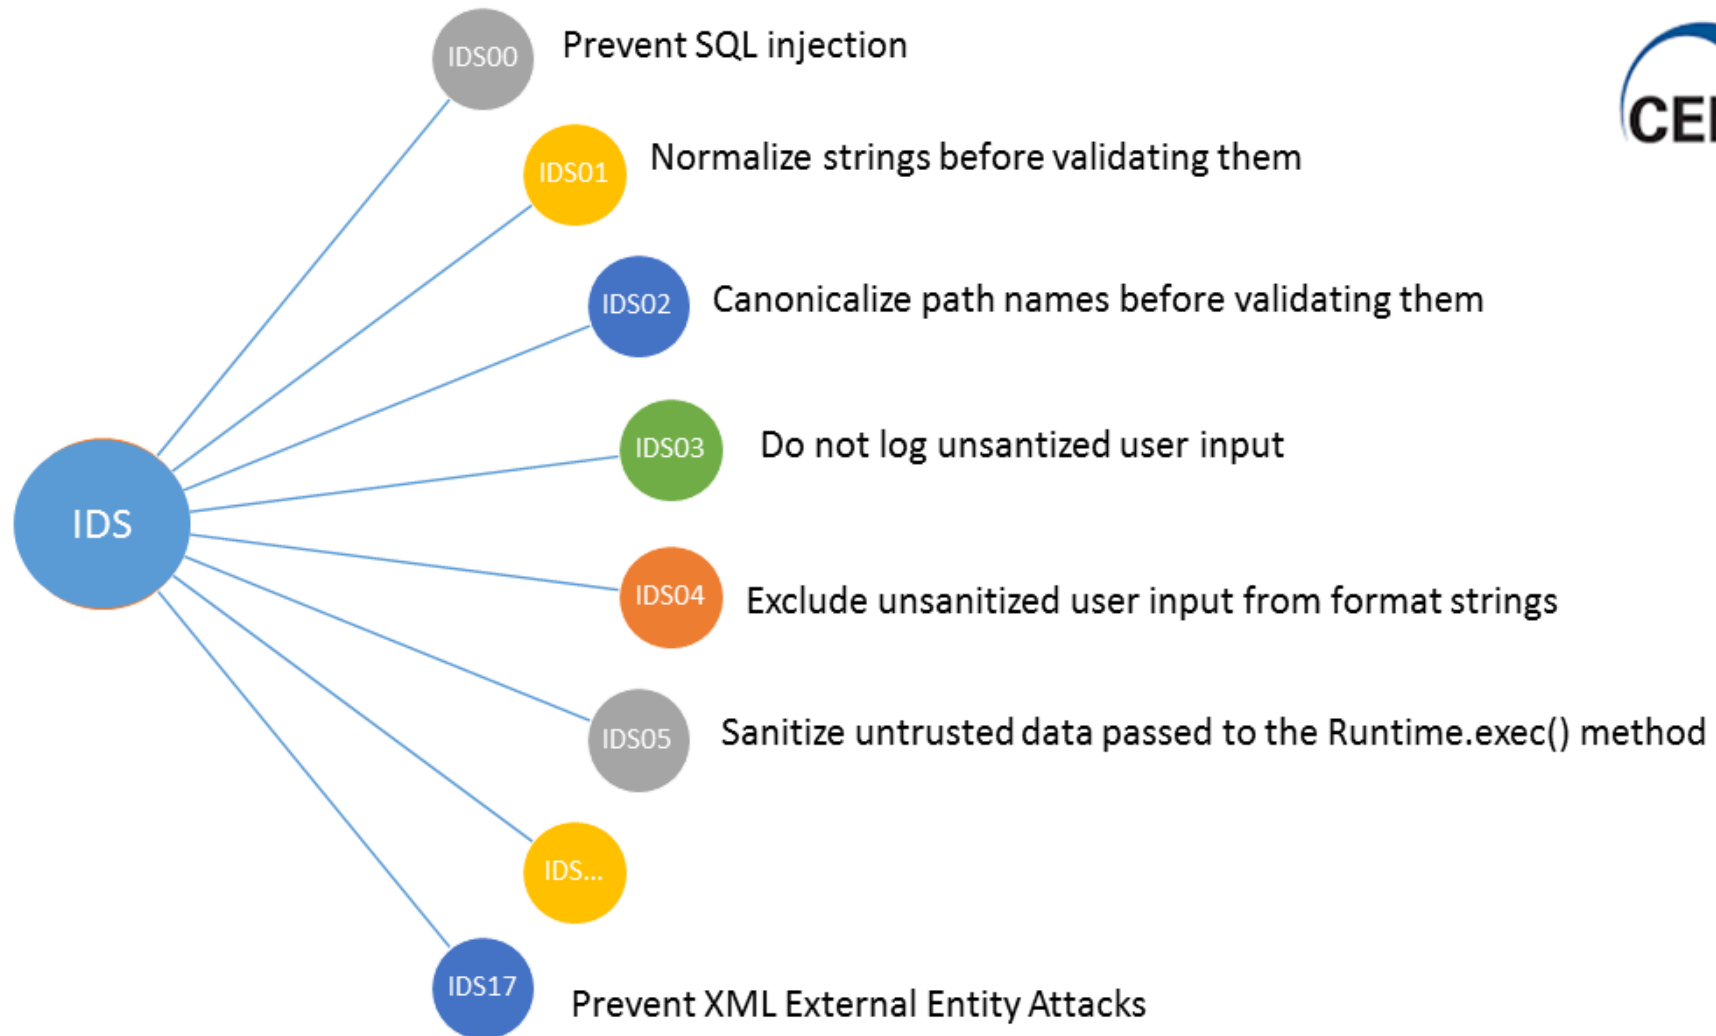 IDS00
Prevent SQL injection
IDS01
Normalize strings before validating them
IDS02
Canonicalize path names before validating them
IDS03
Do not log unsantized user input
IDS
IDS04
Exclude unsanitized user input from format strings
IDS05
Sanitize untrusted data passed to the Runtime.exec() method
IDS...
IDS17
Prevent XML External Entity Attacks